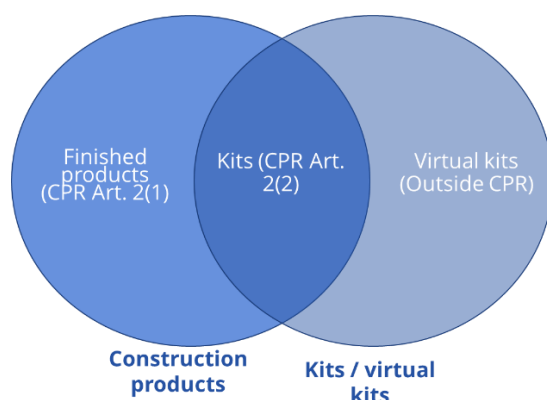 Finished
products
(CPR Art. 2(1)
Kits (CPR Art.
2(2)
Virtual kits
(Outside CPR)
Construction
products
Kits / virtual
kits